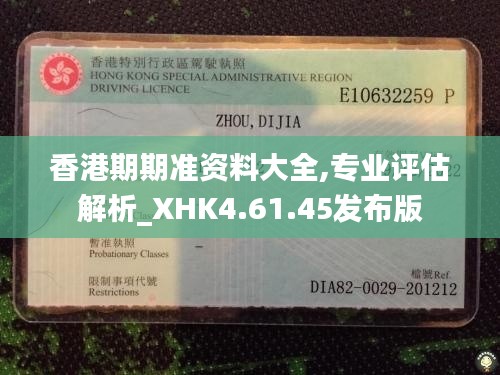 香港特別行政區駕駛執照
HONG KONG SPECIAL ADMINISTRATIVE REGION
DRIVING LICENCE
E10632259 P
ZHOU,DIJIA
香港期期准资料大全,专业评估
解析_XHK4.61.45发布版
暫准執照
Probationary Classes
限制事項代號
Restrictions
檔號Ref.
DIA82-0029-201212